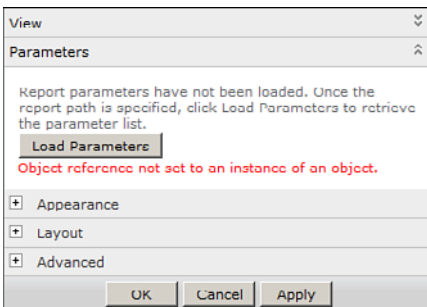 View
Parameters
Report parameters have not been loaded. Once the
report path is specified, click Load Parameters to retrieve
the parameter list.
Load Parameters
Object reference not set to an instance of an object.
Appearance
Layout
Advanced
OK Cancel Apply